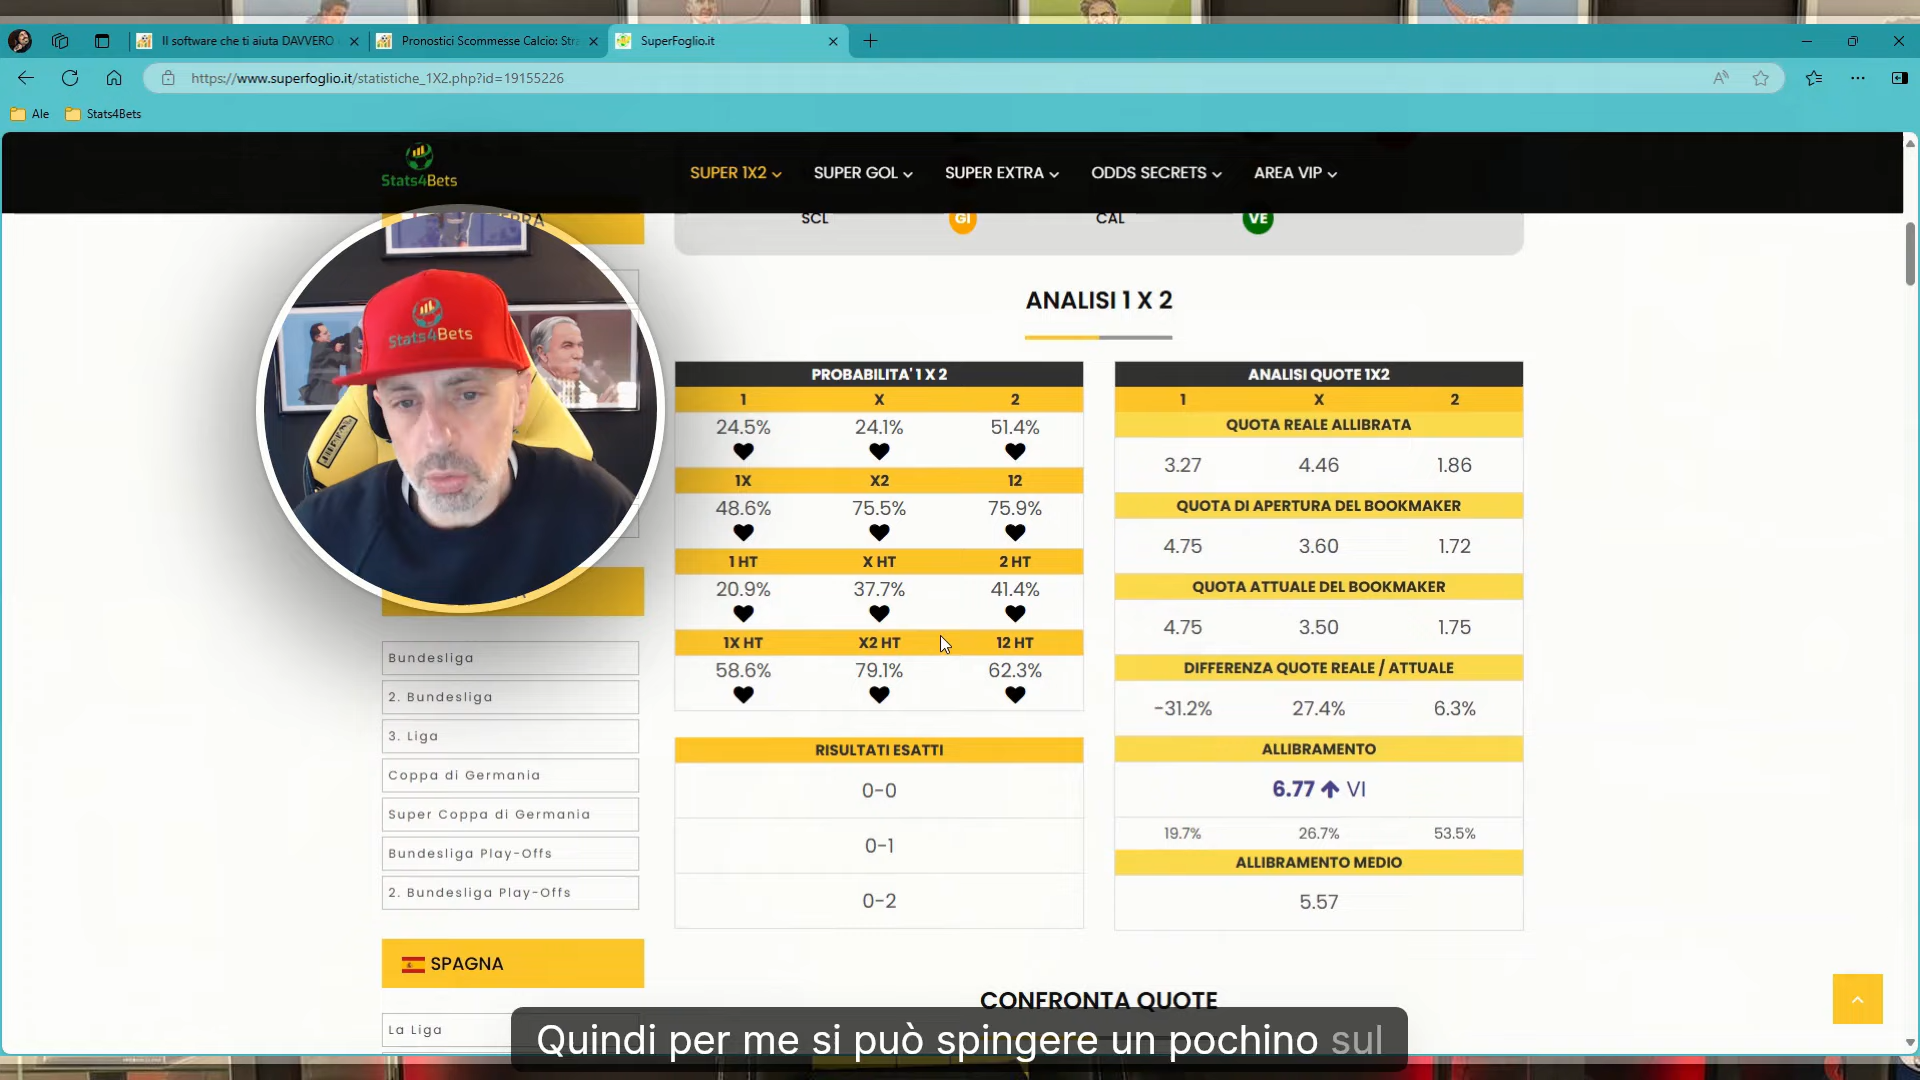 Il software che ti aiuta DAVVERO
Pronostici Scommesse Calcio: Str
SuperFoglio.it
https://www.superfoglio.it/statistiche_1X2.php?id=19155226
Ale
Stats4Bets
Stats4Bets
SUPER 1X2
SUPER GOL
SUPER EXTRA
ODDS SECRETS
AREA VIP
SCL
GI
CAL
VE
Stats4Bets
ANALISI 1 X 2
PROBABILITA' 1 X 2
1 X 2
24.5% 24.1% 51.4%
1X X2 12
48.6% 75.5% 75.9%
1 HT X HT 2 HT
20.9% 37.7% 41.4%
1X HT X2 HT 12 HT
58.6% 79.1% 62.3%
RISULTATI ESATTI
0-0
0-1
0-2
ANALISI QUOTE 1X2
1 X 2
QUOTA REALE ALLIBRATA
3.27 4.46 1.86
QUOTA DI APERTURA DEL BOOKMAKER
4.75 3.60 1.72
QUOTA ATTUALE DEL BOOKMAKER
4.75 3.50 1.75
DIFFERENZA QUOTE REALE / ATTUALE
-31.2% 27.4% 6.3%
ALLIBRAMENTO
6.77 VI
19.7% 26.7% 53.5%
ALLIBRAMENTO MEDIO
5.57
Bundesliga
2. Bundesliga
3. Liga
Coppa di Germania
Super Coppa di Germania
Bundesliga Play-Offs
2. Bundesliga Play-Offs
SPAGNA
La Liga
CONFRONTA QUOTE
Quindi per me si può spingere un pochino sul